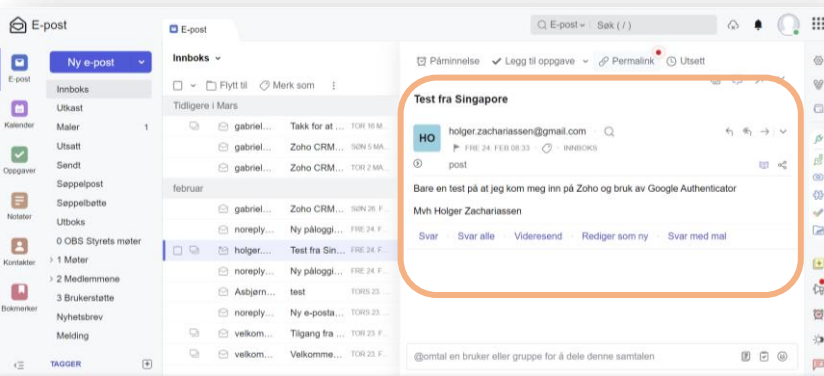 E-post
E-post
E-post
Søk ( / )
Ny e-post
Innboks
Utkast
Maler 1
Utsatt
Sendt
Søppelpost
Søppelbøtte
Utboks
0 OBS Styrets møter
1 Møter
2 Medlemmene
3 Brukerstøtte
Nyhetsbrev
Melding
TAGGER
E-post
Kalender
Oppgaver
Notater
Kontakter
Bokmerker
Innboks
Flytt til
Merk som
Tidligere i Mars
gabriel... Takk for at ... TOR 16 M...
gabriel... Zoho CRM... SØN 5 MA...
gabriel... Zoho CRM... TOR 2 MA...
februar
gabriel... Zoho CRM... SØN 26 F...
noreply... Ny påloggi... FRE 24 F...
holger.... Test fra Sin... FRE 24 F...
noreply... Ny påloggi... FRE 24 F...
Asbjørn... test TORS 23 ...
noreply... Ny e-posta... TORS 23 ...
velkom... Tilgang fra ... TOR 23. F...
velkom... Velkomme... TOR 23. F...
Påminnelse
Legg til oppgave
Permalink
Utsett
Test fra Singapore
HO
holger.zachariassen@gmail.com
FRE 24. FEB 08:33 · INNBOKS
post
Bare en test på at jeg kom meg inn på Zoho og bruk av Google Authenticator
Mvh Holger Zachariassen
Svar Svar alle Videresend Rediger som ny Svar med mal
@omtal en bruker eller gruppe for å dele denne samtalen